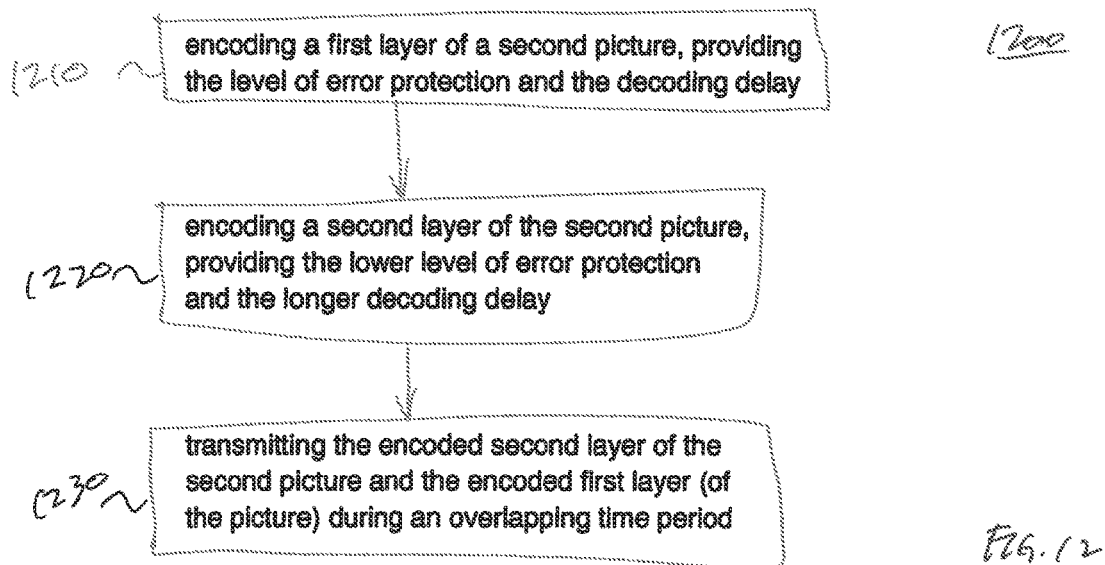 1200
1210
encoding a first layer of a second picture, providing
the level of error protection and the decoding delay
1220
encoding a second layer of the second picture,
providing the lower level of error protection
and the longer decoding delay
1230
transmitting the encoded second layer of the
second picture and the encoded first layer (of
the picture) during an overlapping time period
FIG. 12